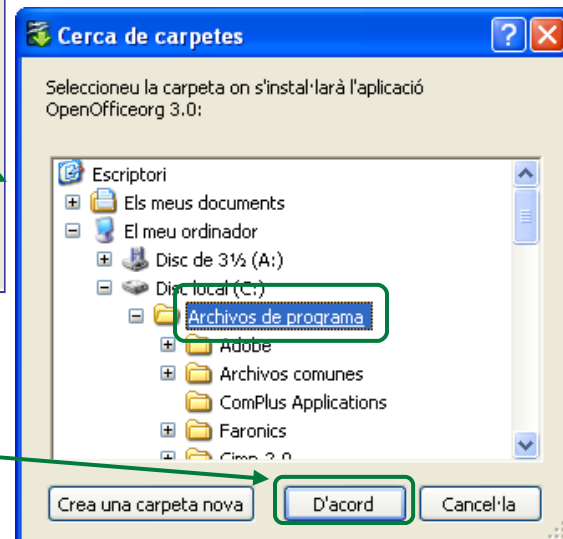 Cerca de carpetes
Seleccioneu la carpeta on s'instal·larà l'aplicació
OpenOfficeorg 3.0:
Escriptori
Els meus documents
El meu ordinador
Disc de 3½ (A:)
Disc local (C:)
Archivos de programa
Adobe
Archivos comunes
ComPlus Applications
Faronics
Crea una carpeta nova D'acord Cancel·la